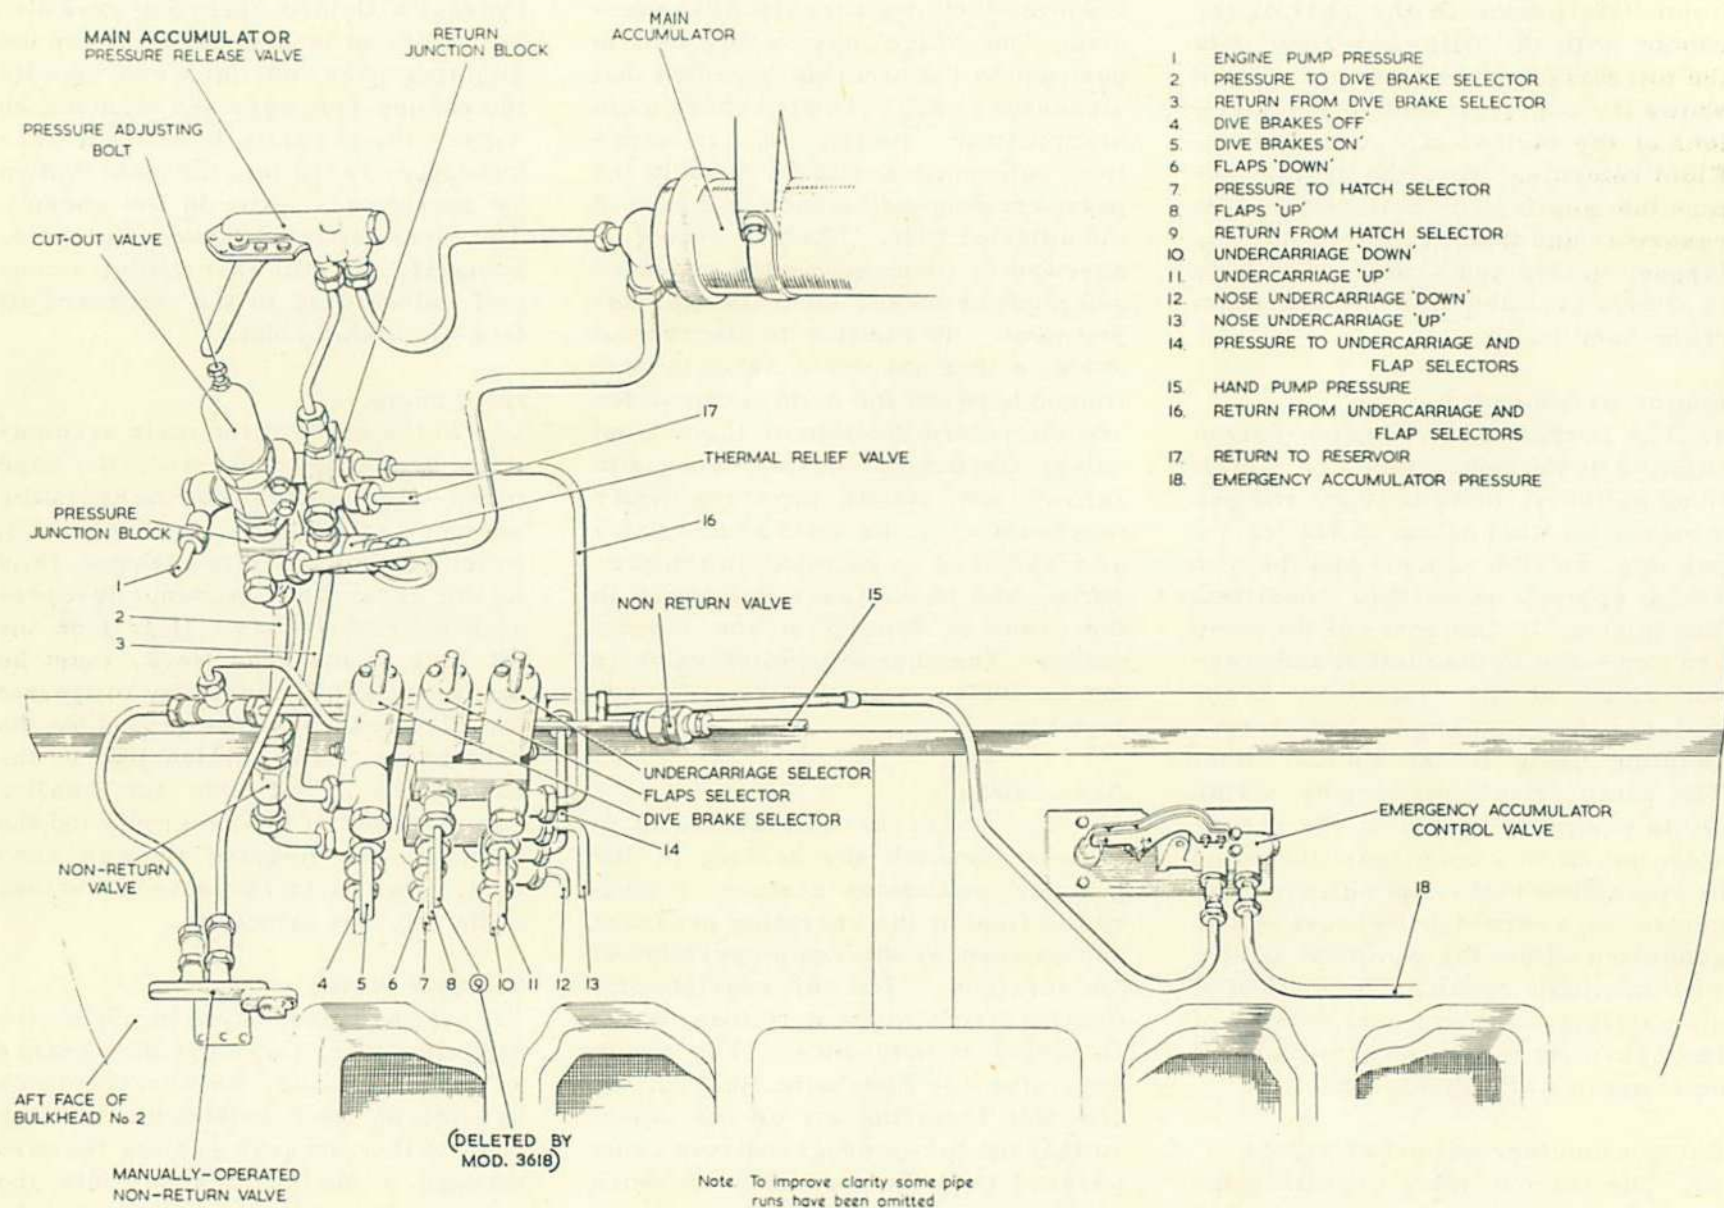 MAIN ACCUMULATOR
PRESSURE RELEASE VALVE
RETURN
JUNCTION BLOCK
MAIN
ACCUMULATOR
PRESSURE ADJUSTING
BOLT
CUT-OUT VALVE
PRESSURE
JUNCTION BLOCK
17
THERMAL RELIEF VALVE
16
1
2
3
NON RETURN VALVE
15
UNDERCARRIAGE SELECTOR
FLAPS SELECTOR
DIVE BRAKE SELECTOR
14
EMERGENCY ACCUMULATOR
CONTROL VALVE
18
NON-RETURN
VALVE
4 5 6 7 8 9 10 11 12 13
AFT FACE OF
BULKHEAD No 2
(DELETED BY
MOD. 3618)
MANUALLY-OPERATED
NON-RETURN VALVE
Note. To improve clarity some pipe
runs have been omitted
1. ENGINE PUMP PRESSURE
2 PRESSURE TO DIVE BRAKE SELECTOR
3 RETURN FROM DIVE BRAKE SELECTOR
4 DIVE BRAKES 'OFF'
5. DIVE BRAKES 'ON'
6 FLAPS 'DOWN'
7. PRESSURE TO HATCH SELECTOR
8. FLAPS 'UP'
9. RETURN FROM HATCH SELECTOR
10. UNDERCARRIAGE 'DOWN'
11. UNDERCARRIAGE 'UP'
12 NOSE UNDERCARRIAGE 'DOWN'
13. NOSE UNDERCARRIAGE 'UP'
14. PRESSURE TO UNDERCARRIAGE AND
FLAP SELECTORS
15. HAND PUMP PRESSURE
16. RETURN FROM UNDERCARRIAGE AND
FLAP SELECTORS
17. RETURN TO RESERVOIR
18. EMERGENCY ACCUMULATOR PRESSURE